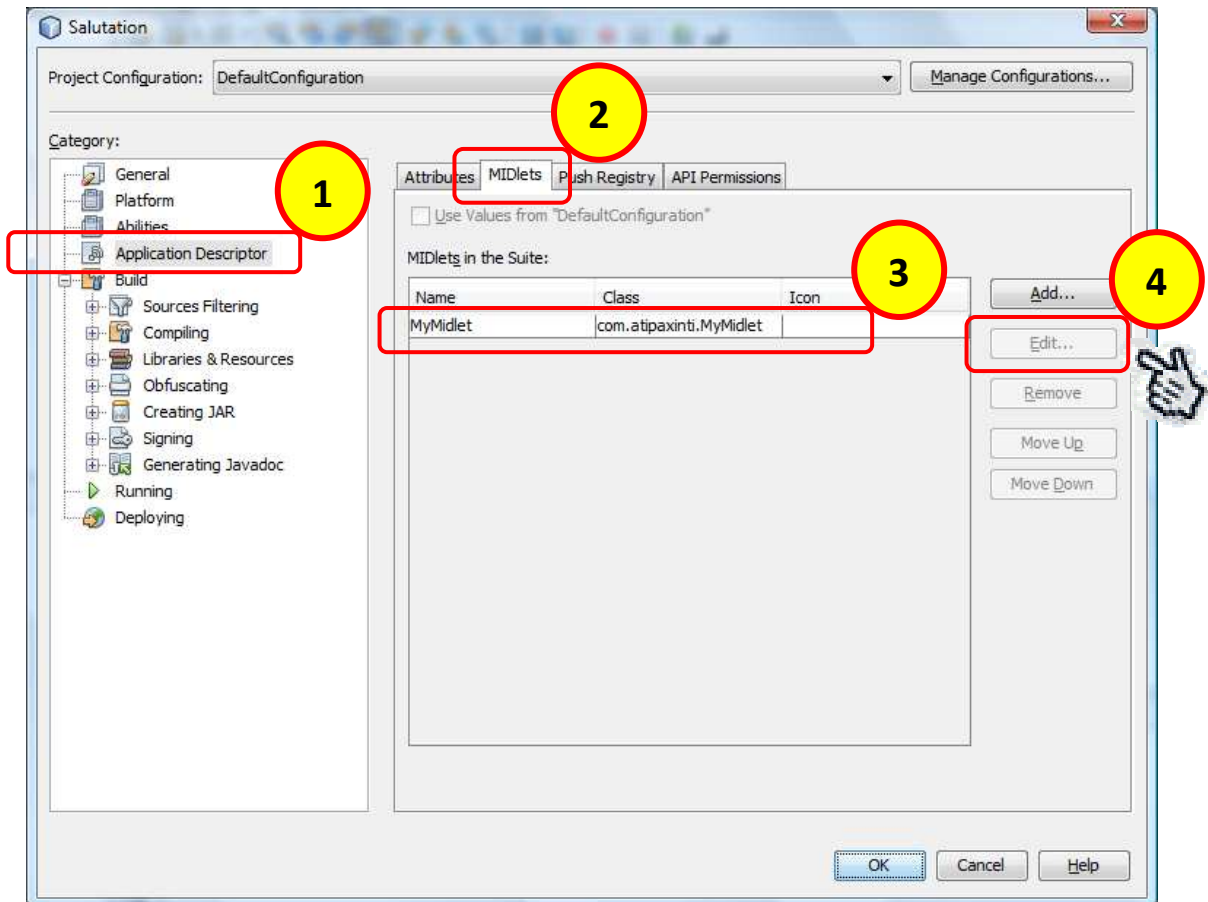 Salutation
Project Configuration: DefaultConfiguration Manage Configurations...
2
Category:
1
General
Platform
Abilities
Application Descriptor
Build
Sources Filtering
Compiling
Libraries & Resources
Obfuscating
Creating JAR
Signing
Generating Javadoc
Running
Deploying
Attributes MIDlets Push Registry API Permissions
Use Values from "DefaultConfiguration"
MIDlets in the Suite:
3
4
Name Class Icon
MyMidlet com.atipaxinti.MyMidlet
Add...
Edit...
Remove
Move Up
Move Down
OK Cancel Help